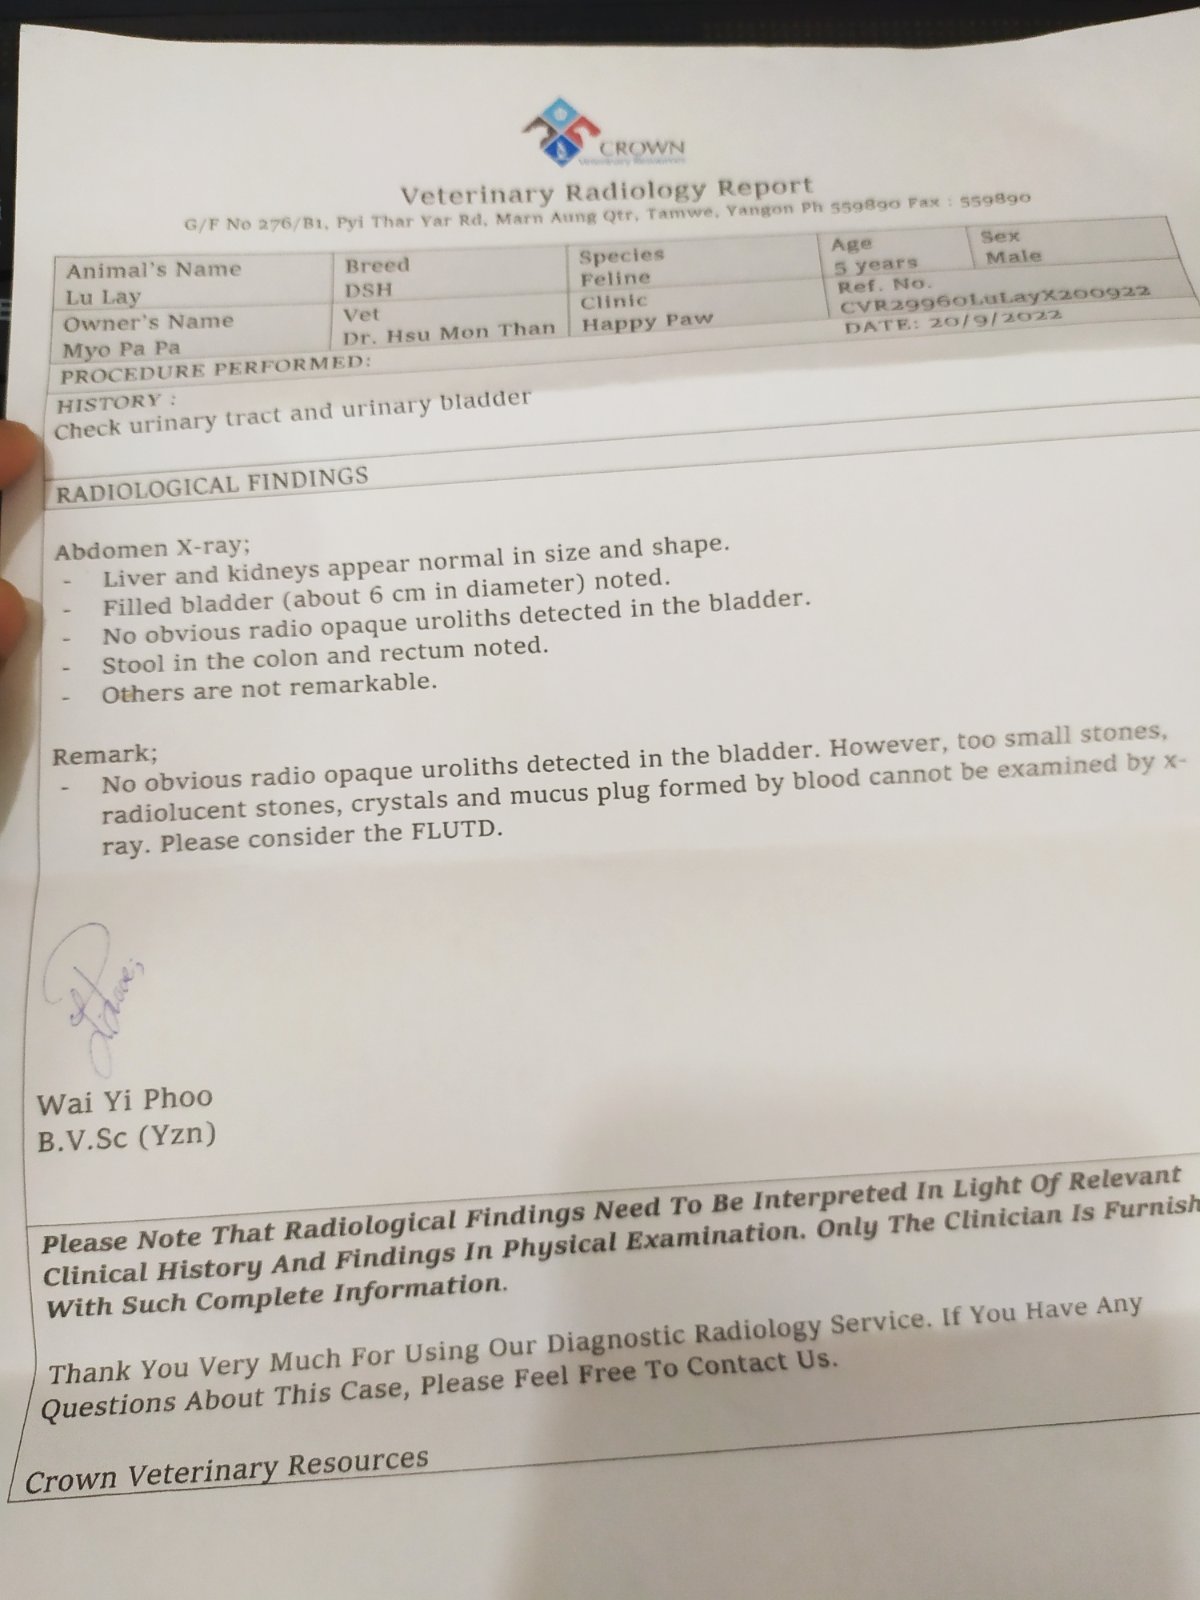 CROWN
Veterinary Resources
Veterinary Radiology Report
G/F No 276/B1, Pyi Thar Yar Rd, Marn Aung Qtr, Tamwe, Yangon Ph 559890 Fax : 559890
Animal's Name
Lu Lay
Breed
DSH
Species
Feline
Age
5 years
Sex
Male
Owner's Name
Myo Pa Pa
Vet
Dr. Hsu Mon Than
Clinic
Happy Paw
Ref. No.
CVR29960LuLayX200922
DATE: 20/9/2022
PROCEDURE PERFORMED:
HISTORY :
Check urinary tract and urinary bladder
RADIOLOGICAL FINDINGS
Abdomen X-ray;
- Liver and kidneys appear normal in size and shape.
- Filled bladder (about 6 cm in diameter) noted.
- No obvious radio opaque uroliths detected in the bladder.
- Stool in the colon and rectum noted.
- Others are not remarkable.
Remark;
- No obvious radio opaque uroliths detected in the bladder. However, too small stones,
radiolucent stones, crystals and mucus plug formed by blood cannot be examined by x-
ray. Please consider the FLUTD.
Wai Yi Phoo
B.V.Sc (Yzn)
Please Note That Radiological Findings Need To Be Interpreted In Light Of Relevant
Clinical History And Findings In Physical Examination. Only The Clinician Is Furnish
With Such Complete Information.
Thank You Very Much For Using Our Diagnostic Radiology Service. If You Have Any
Questions About This Case, Please Feel Free To Contact Us.
Crown Veterinary Resources